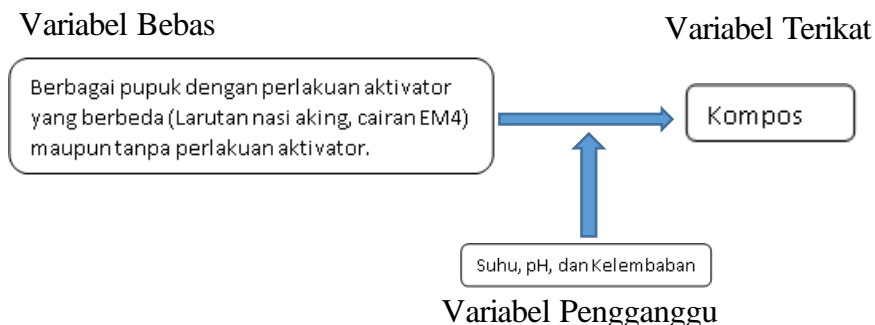 Variabel Bebas
Variabel Terikat
Berbagai pupuk dengan perlakuan aktivator
yang berbeda (Larutan nasi aking, cairan EM4)
maupun tanpa perlakuan aktivator.
Kompos
Suhu, pH, dan Kelembaban
Variabel Pengganggu